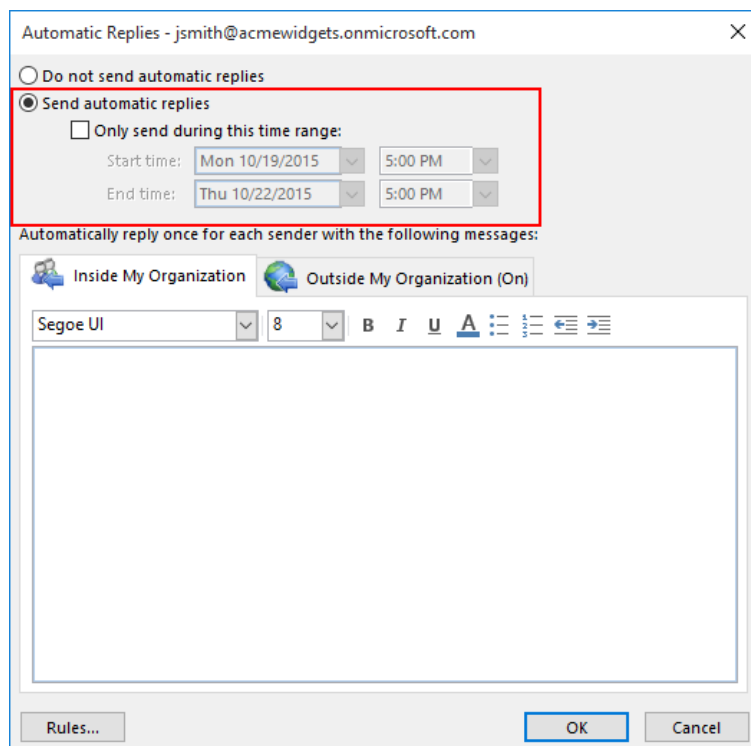 Automatic Replies - jsmith@acmewidgets.onmicrosoft.com
Do not send automatic replies
Send automatic replies
Only send during this time range:
Start time: Mon 10/19/2015 5:00 PM
End time: Thu 10/22/2015 5:00 PM
Automatically reply once for each sender with the following messages:
Inside My Organization Outside My Organization (On)
Segoe UI 8 B I U A
Rules... OK Cancel